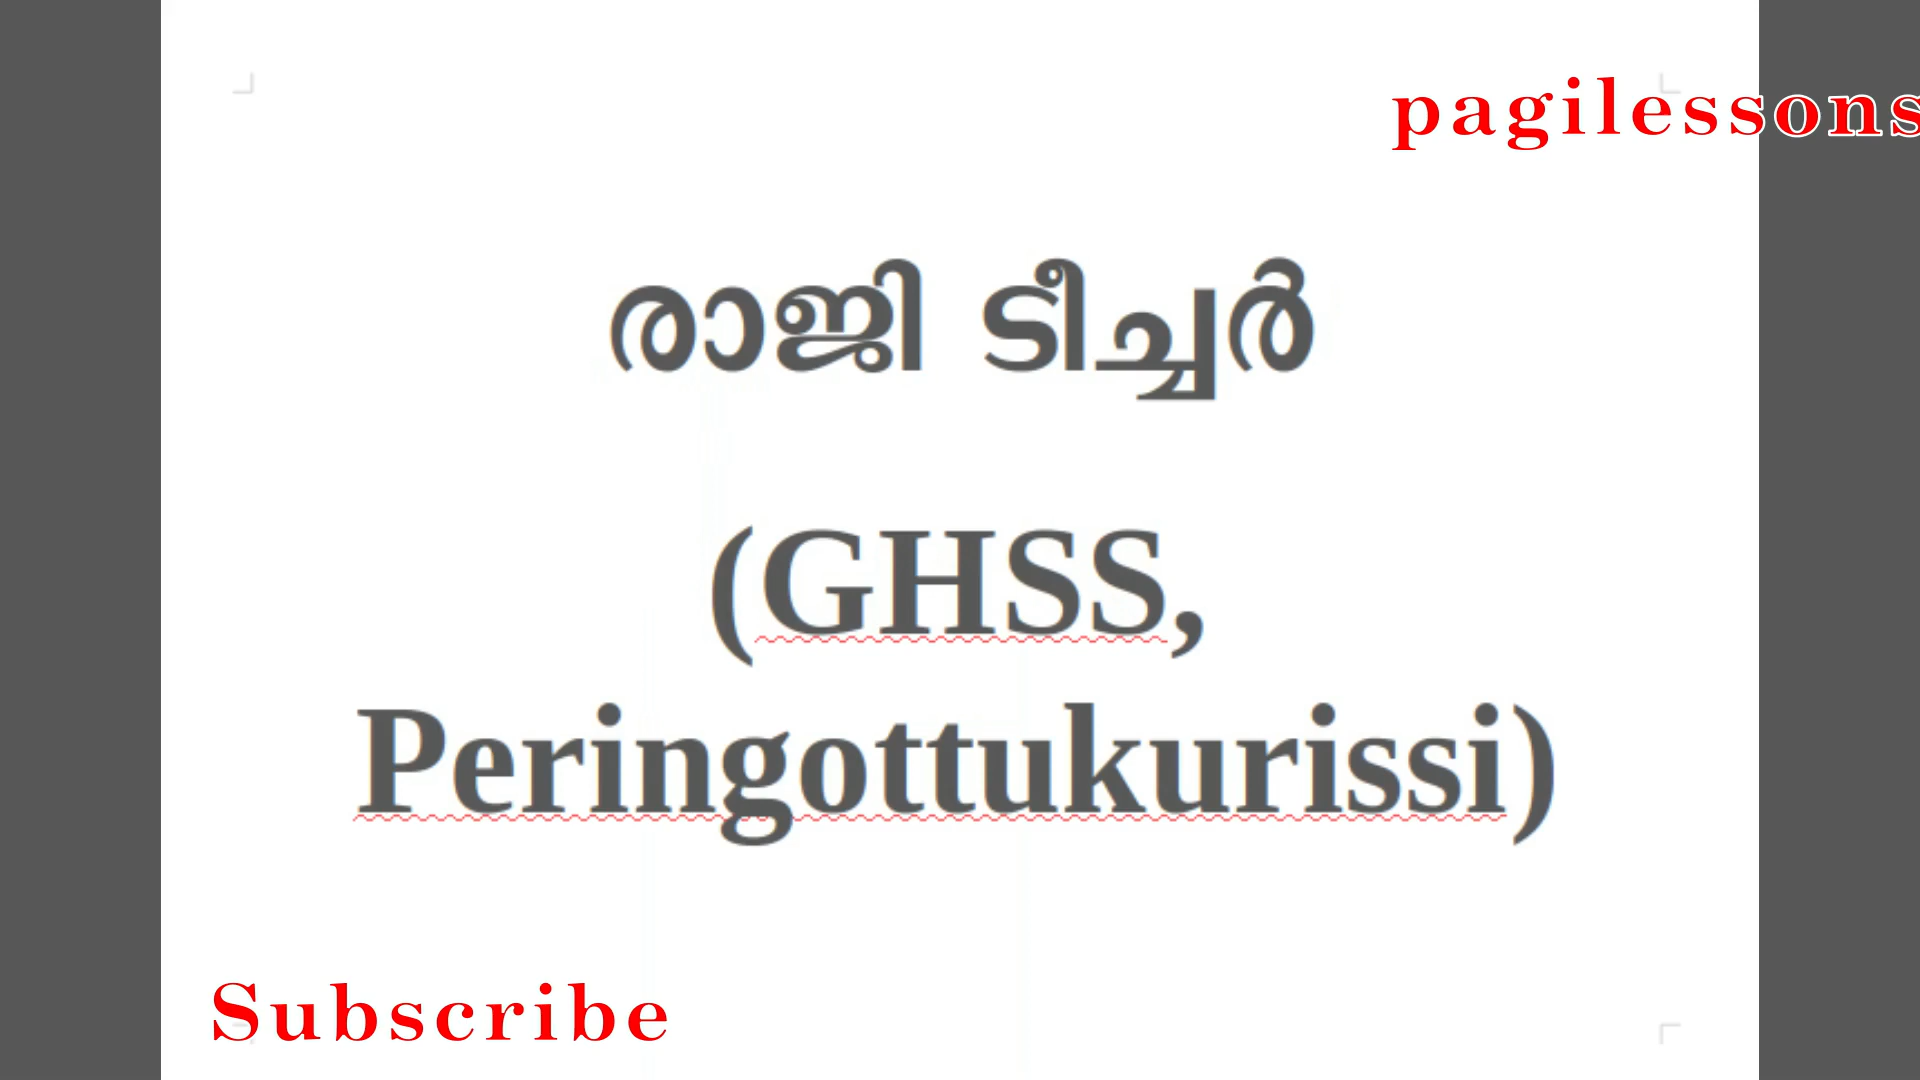 pagilessons
രാജി ടീച്ചർ
(GHSS,
Peringottukurissi)
Subscribe